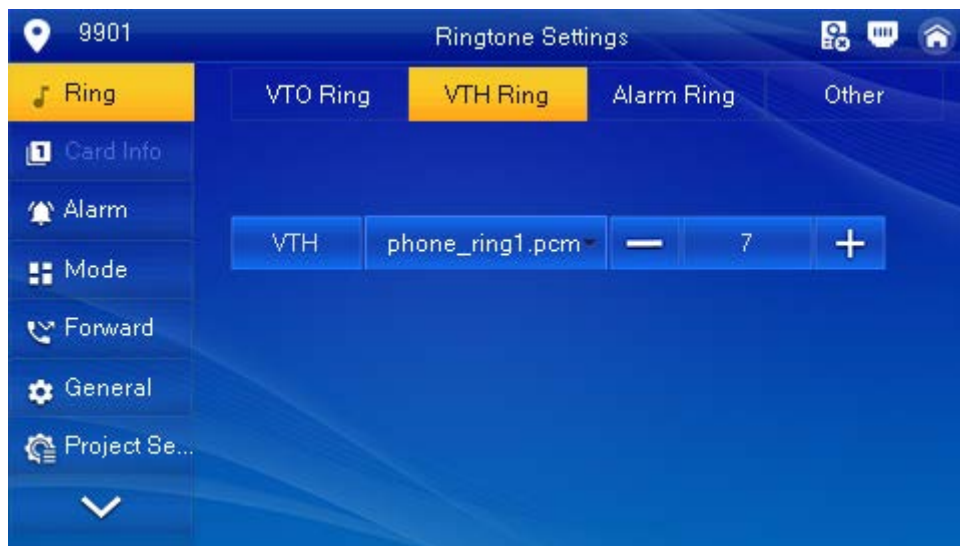 9901
Ringtone Settings
Ring
VTO Ring
VTH Ring
Alarm Ring
Other
Card Info
Alarm
VTH
phone_ring1.pcm
7
Mode
Forward
General
Project Se...